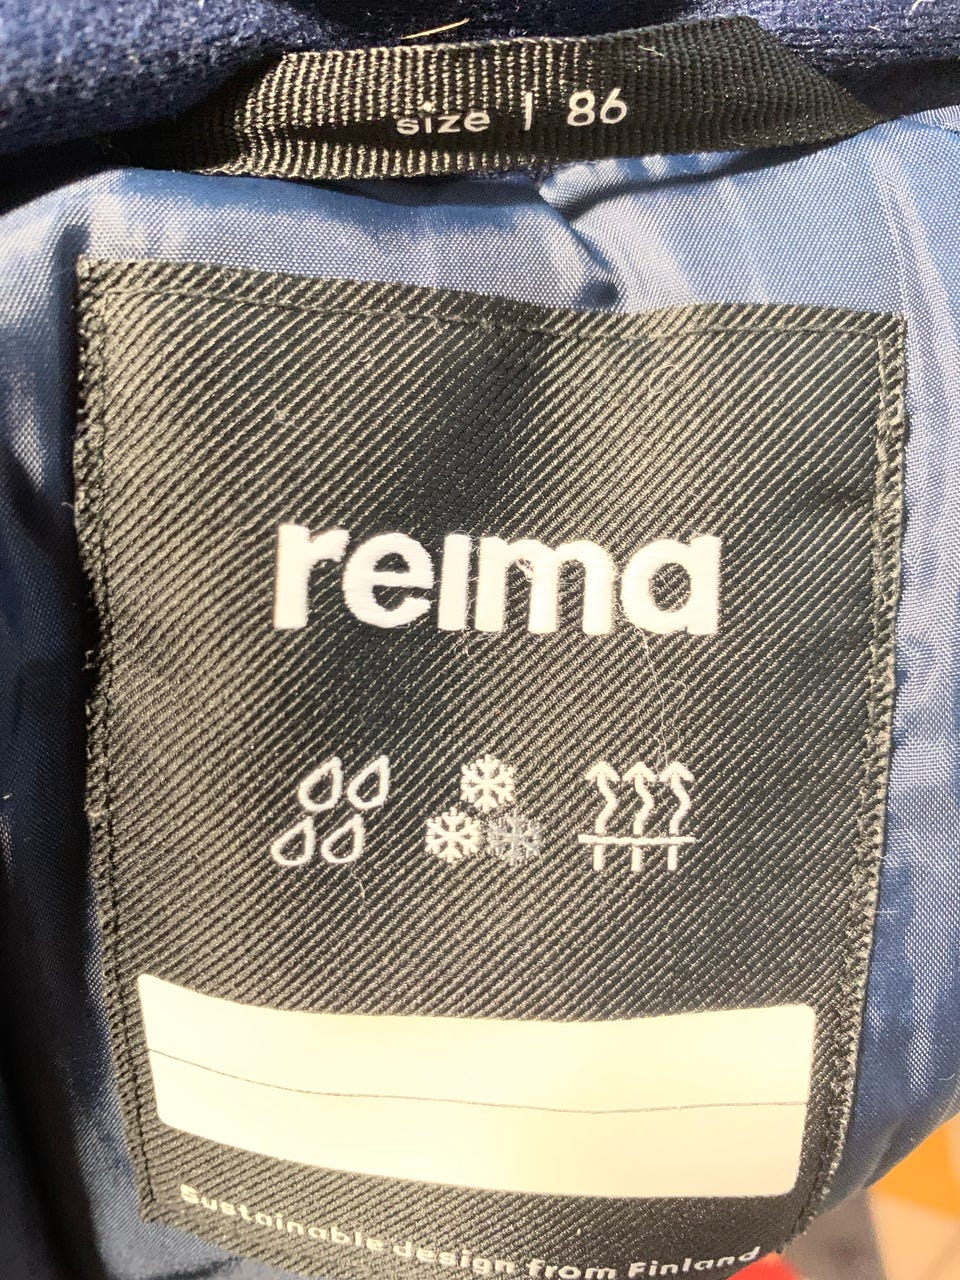 size | 86
reima
Sustainable design from Finland